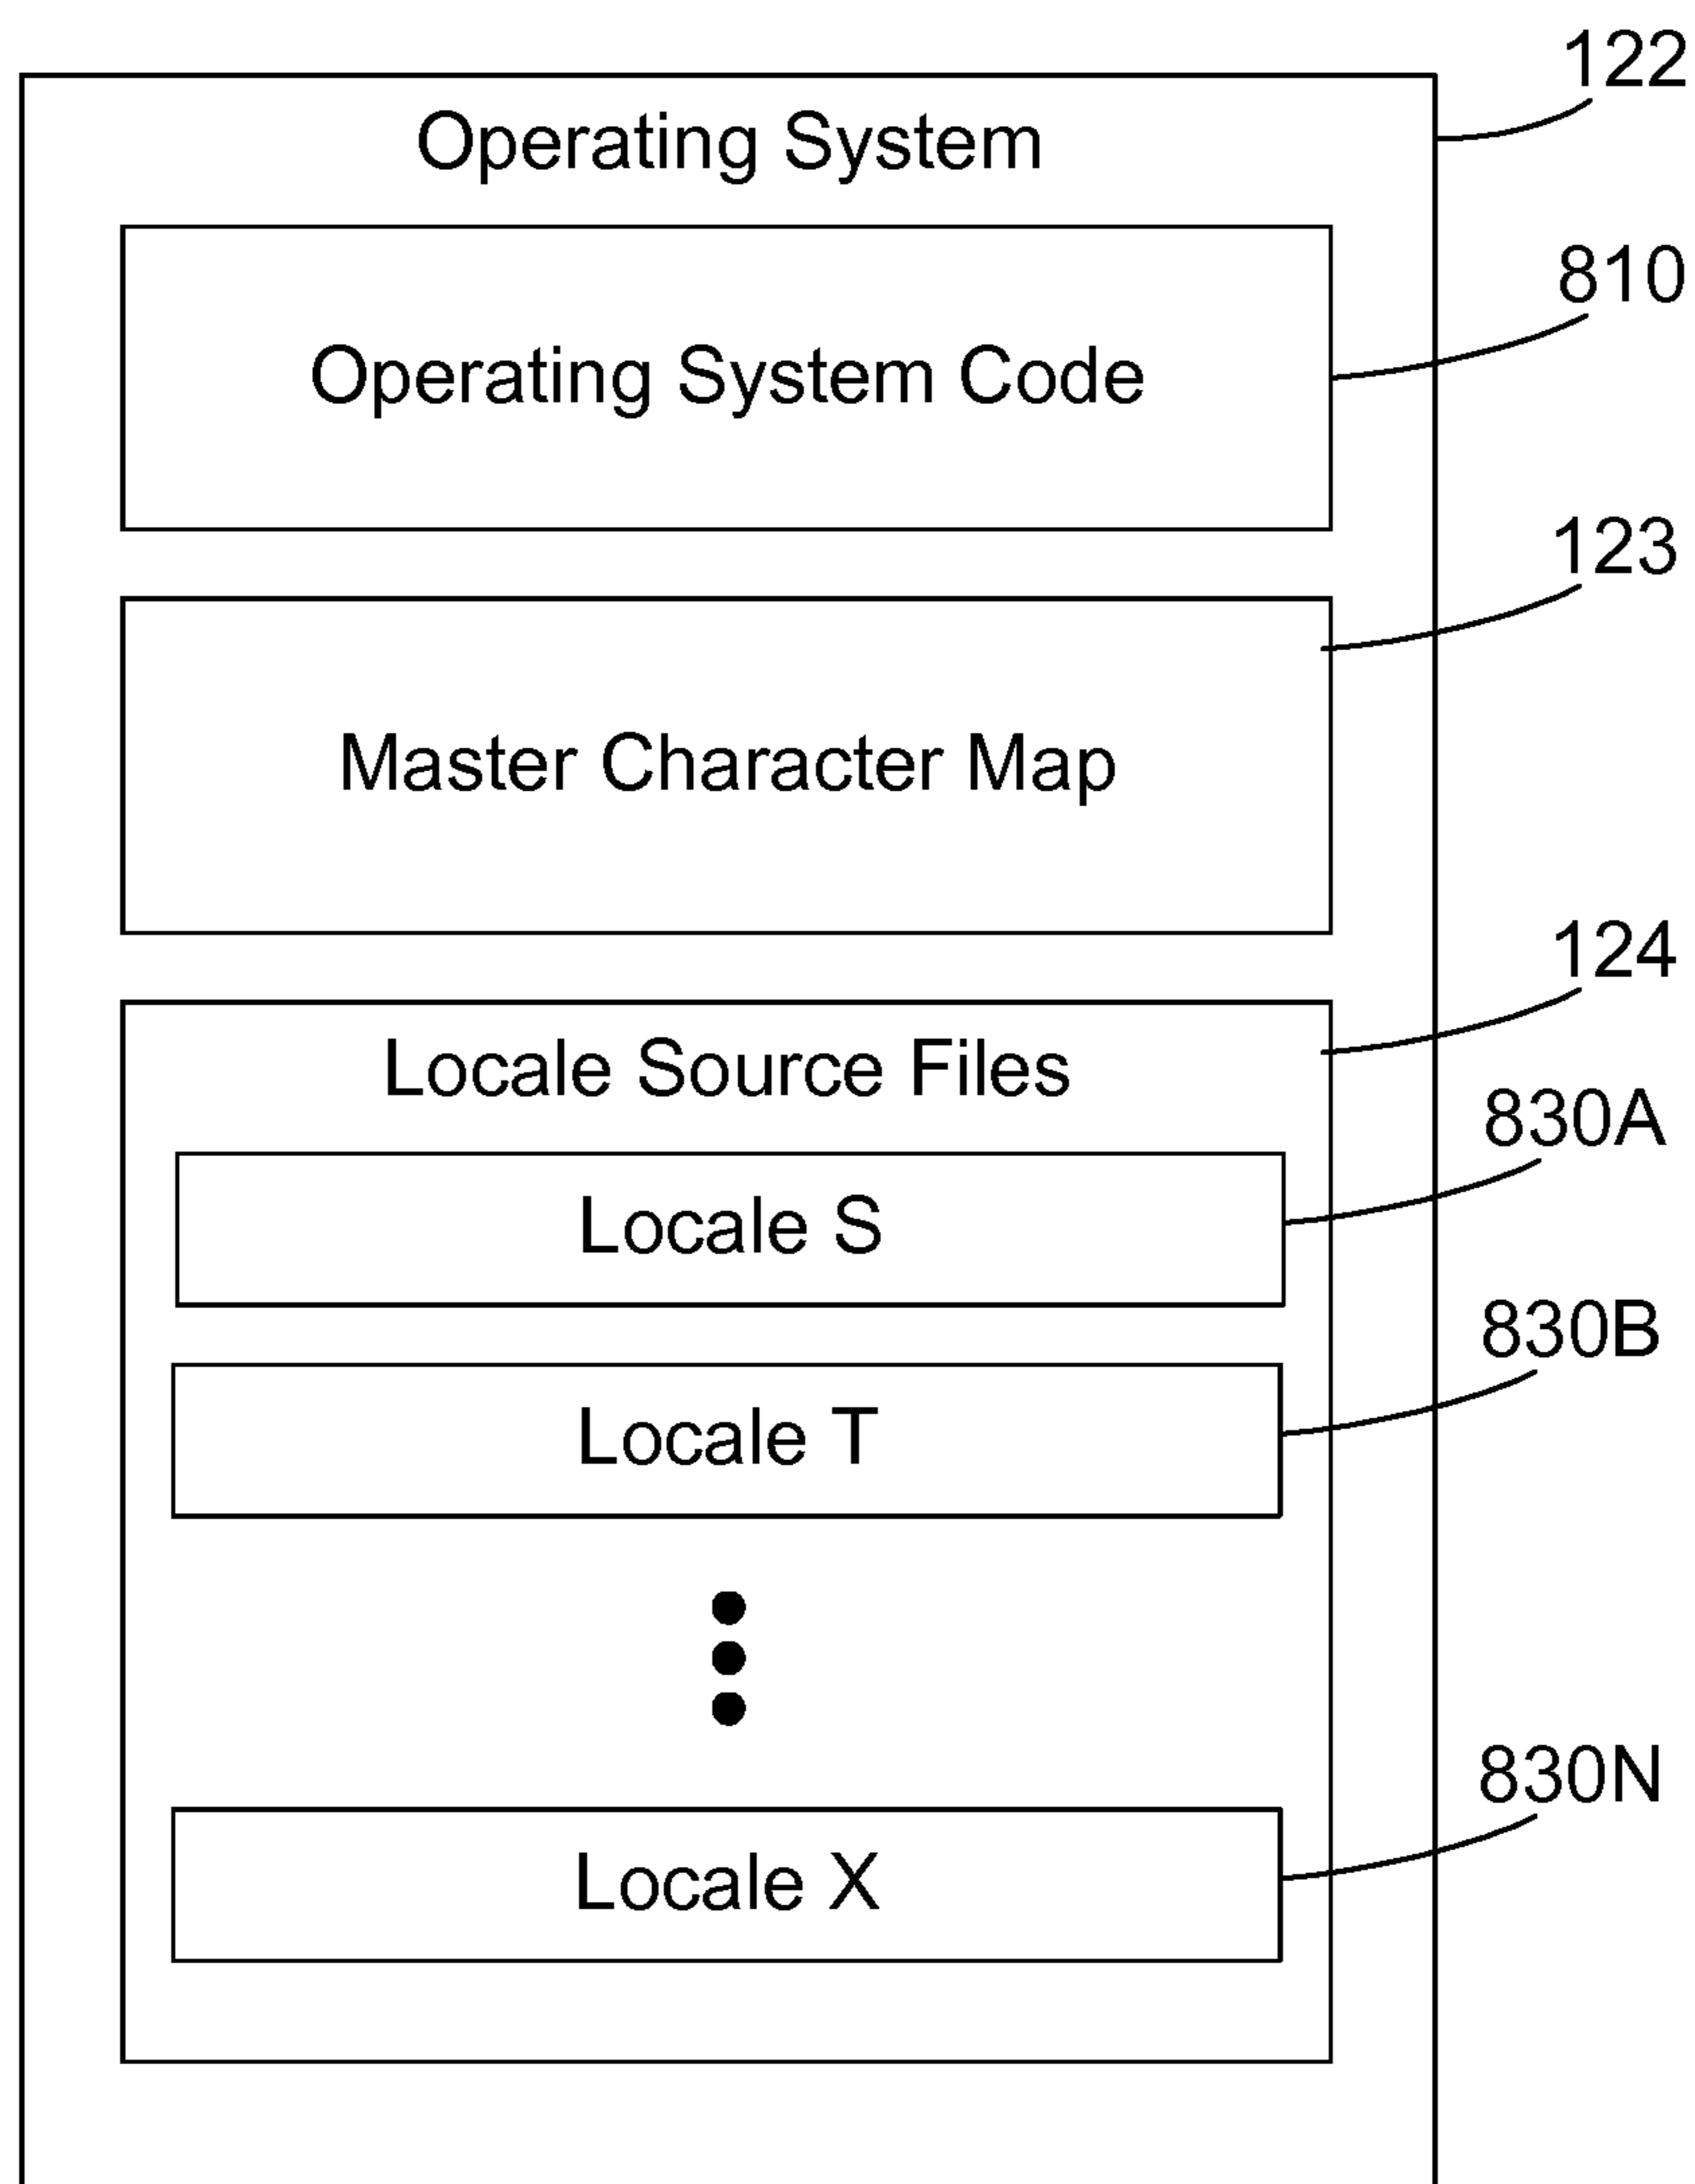 122
Operating System
810
Operating System Code
123
Master Character Map
124
Locale Source Files
830A
Locale S
830B
Locale T
830N
Locale X